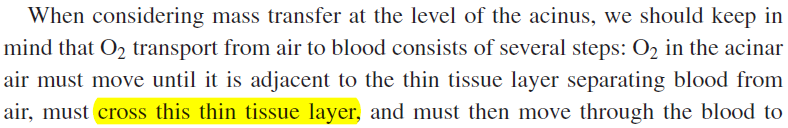 When considering mass transfer at the level of the acinus, we should keep in
mind that O₂ transport from air to blood consists of several steps: O₂ in the acinar
air must move until it is adjacent to the thin tissue layer separating blood from
air, must cross this thin tissue layer, and must then move through the blood to